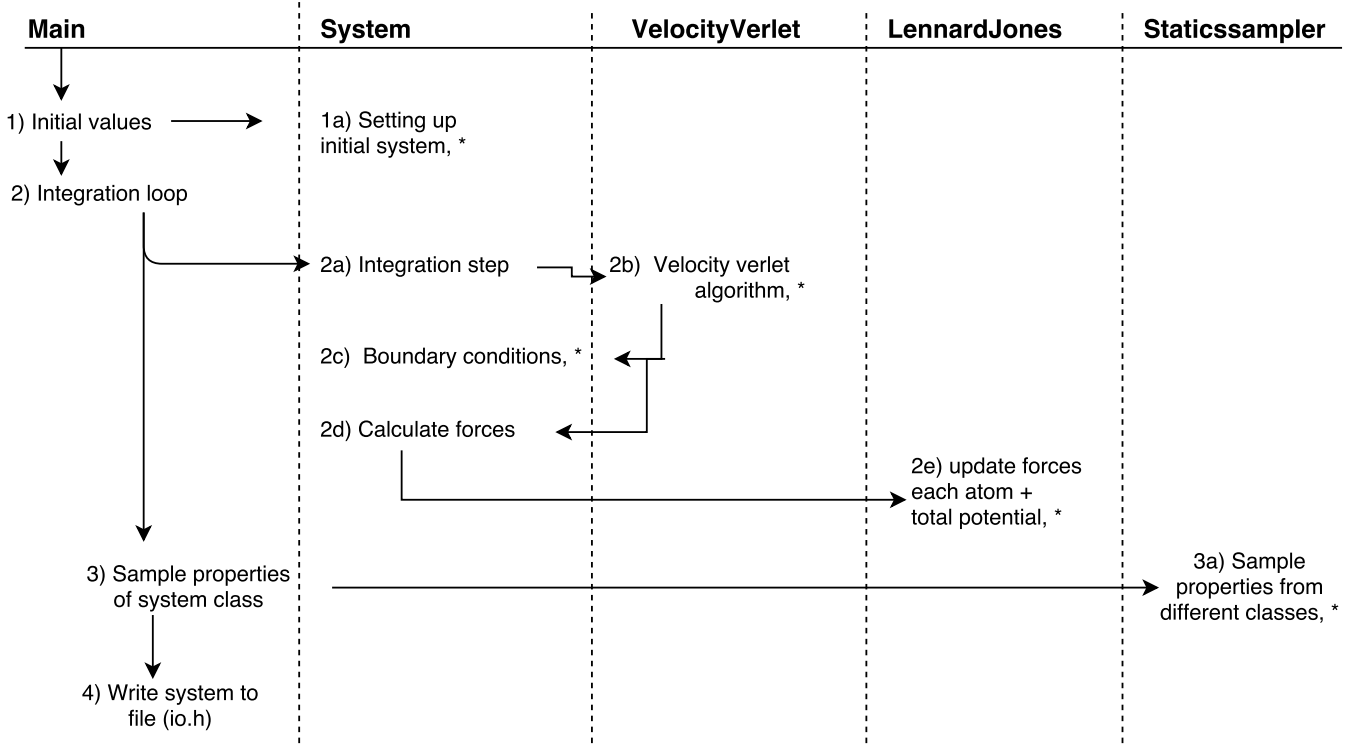 Main
System
VelocityVerlet
LennardJones
Staticssampler
1) Initial values
1a) Setting up
initial system, *
2) Integration loop
2a) Integration step
2b) Velocity verlet
algorithm, *
2c) Boundary conditions, *
2d) Calculate forces
2e) update forces
each atom +
total potential, *
3) Sample properties
of system class
3a) Sample
properties from
different classes, *
4) Write system to
file (io.h)